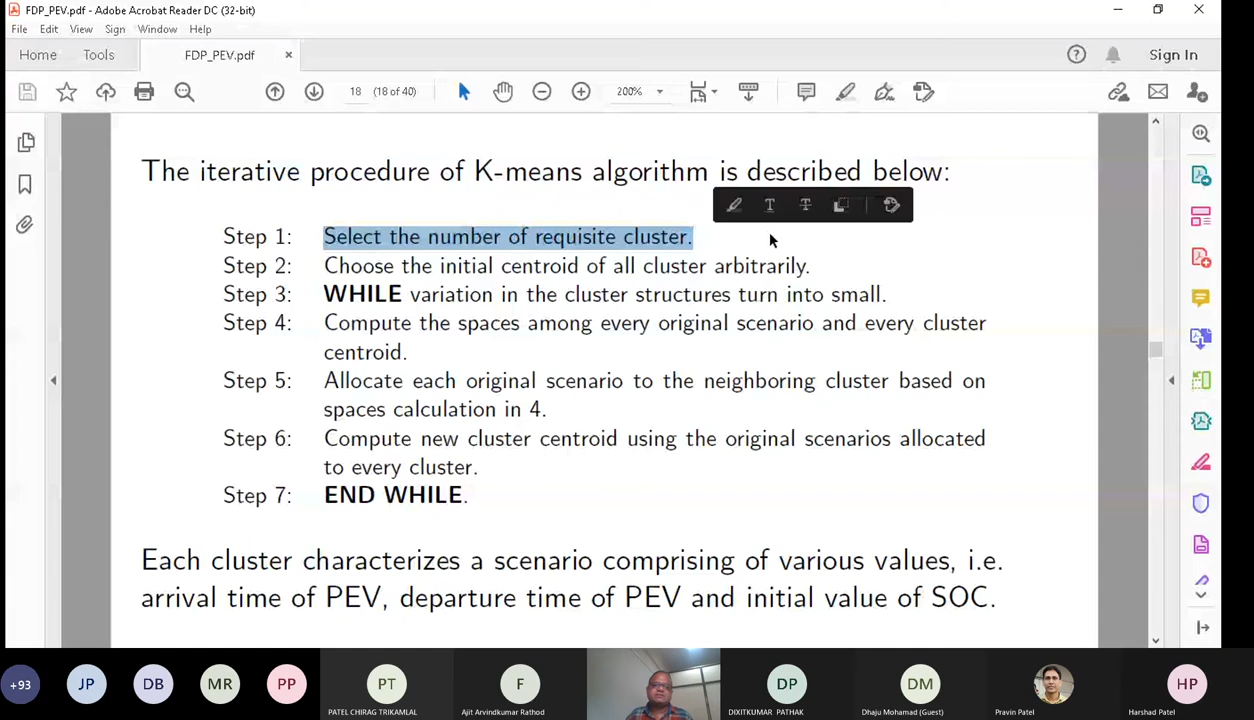 FDP_PEV.pdf - Adobe Acrobat Reader DC (32-bit)
File Edit View Sign Window Help
Home Tools FDP_PEV.pdf Sign In
18 (18 of 40) 200%
The iterative procedure of K-means algorithm is described below:
Step 1: Select the number of requisite cluster.
Step 2: Choose the initial centroid of all cluster arbitrarily.
Step 3: WHILE variation in the cluster structures turn into small.
Step 4: Compute the spaces among every original scenario and every cluster
centroid.
Step 5: Allocate each original scenario to the neighboring cluster based on
spaces calculation in 4.
Step 6: Compute new cluster centroid using the original scenarios allocated
to every cluster.
Step 7: END WHILE.
Each cluster characterizes a scenario comprising of various values, i.e.
arrival time of PEV, departure time of PEV and initial value of SOC.
+93 JP DB MR PP PT F DP DM HP
PATEL CHIRAG TRIKAMLAL Ajit Arvindkumar Rathod DIXITKUMAR PATHAK Dhaju Mohamad (Guest) Pravin Patel Harshad Patel